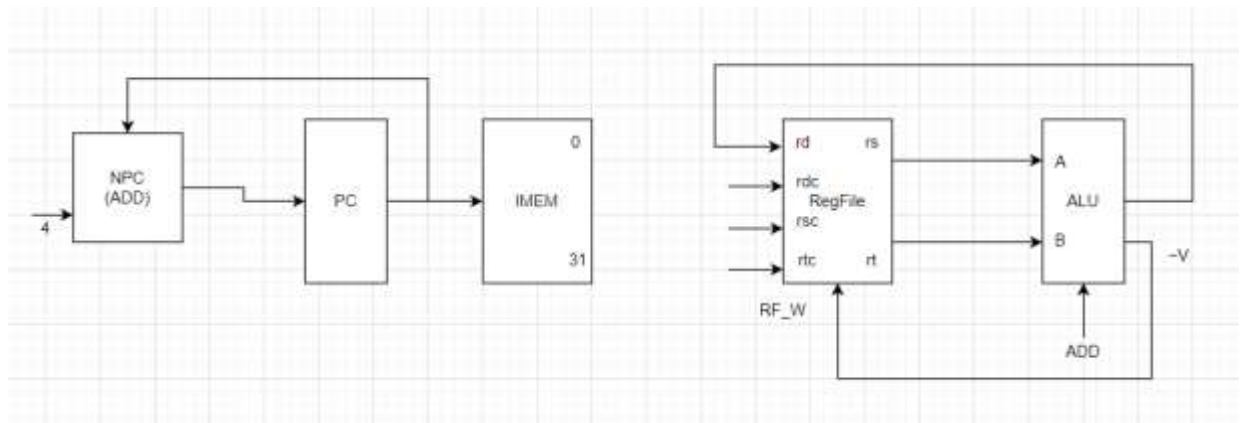 NPC
(ADD)
4
PC
0
IMEM
31
rd rs
rdc
RegFile
rsc
rtc rt
RF_W
A
ALU
B
~V
ADD